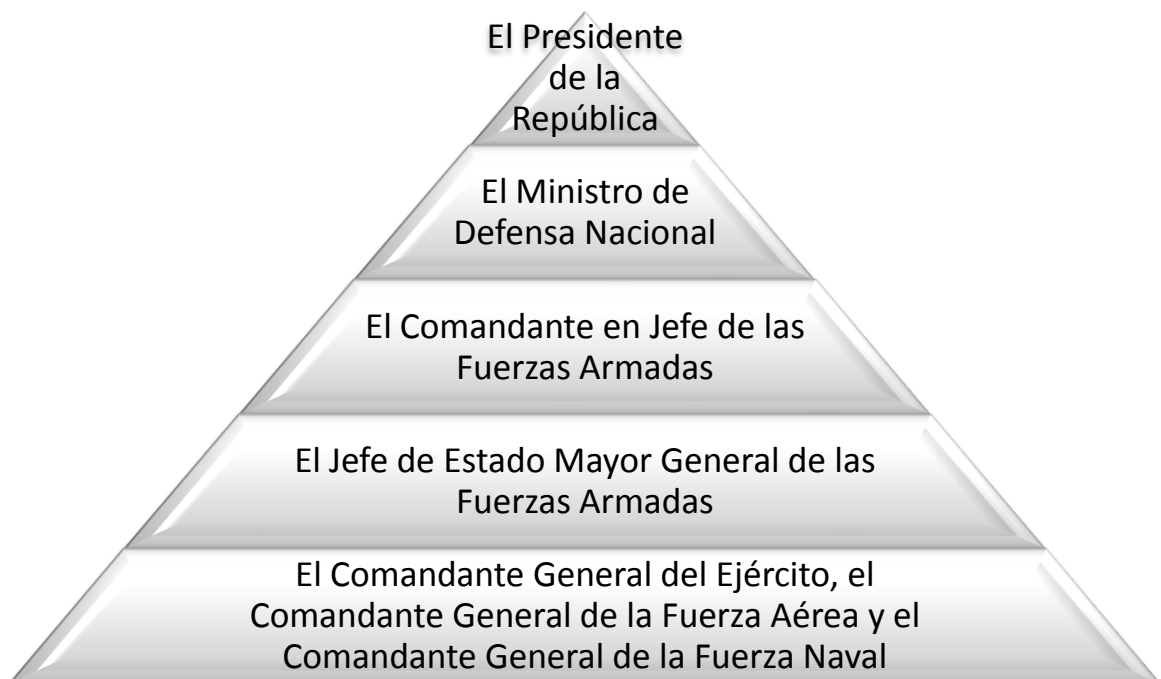 El Presidente
de la
República
El Ministro de
Defensa Nacional
El Comandante en Jefe de las
Fuerzas Armadas
El Jefe de Estado Mayor General de las
Fuerzas Armadas
El Comandante General del Ejército, el
Comandante General de la Fuerza Aérea y el
Comandante General de la Fuerza Naval